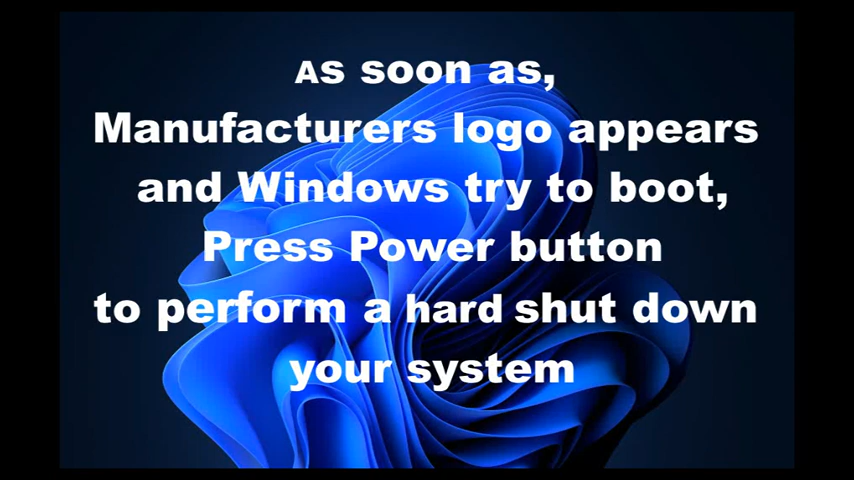 As soon as,
Manufacturers logo appears
and Windows try to boot,
Press Power button
to perform a hard shut down
your system